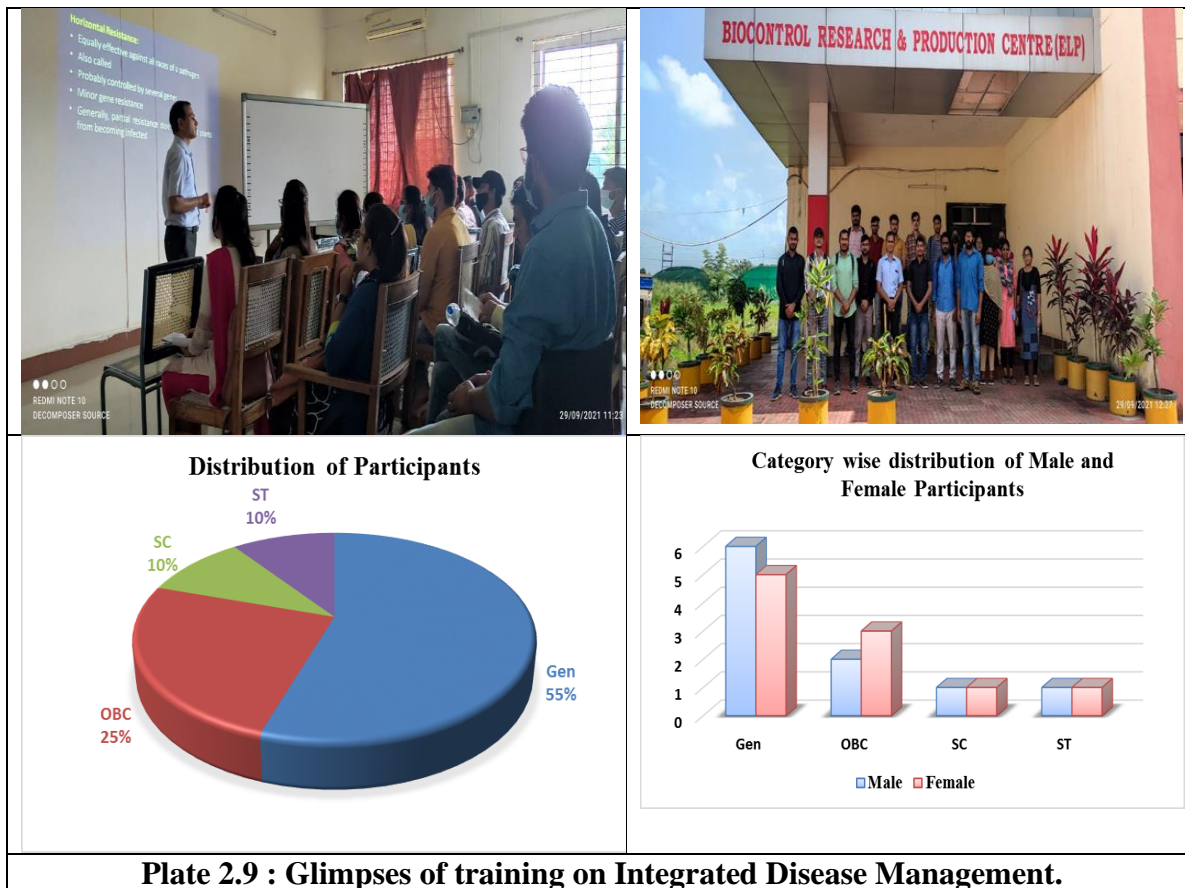 Horizontal Resistance:
• Equally effective against all races of a pathogen
• Also called
• Probably controlled by several genes
• Minor gene resistance
• Generally, partial resistance plants
from becoming infected
REDMI NOTE 10
DECOMPOSER SOURCE
29/09/2021 11:23
BIOCONTROL RESEARCH & PRODUCTION CENTRE(ELP)
REDMI NOTE 10
DECOMPOSER SOURCE
29/09/2021 12:27
Distribution of Participants
ST
10%
SC
10%
Gen
55%
OBC
25%
Category wise distribution of Male and
Female Participants
6
5
4
3
2
1
0
Gen OBC SC ST
Male Female
Plate 2.9 : Glimpses of training on Integrated Disease Management.